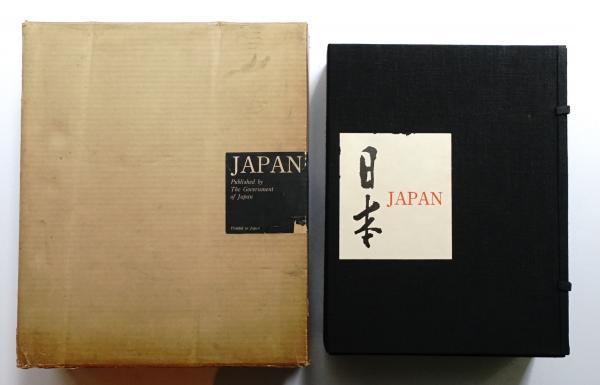 JAPAN
Published by
The Government
of Japan
Printed in Japan
日本
JAPAN